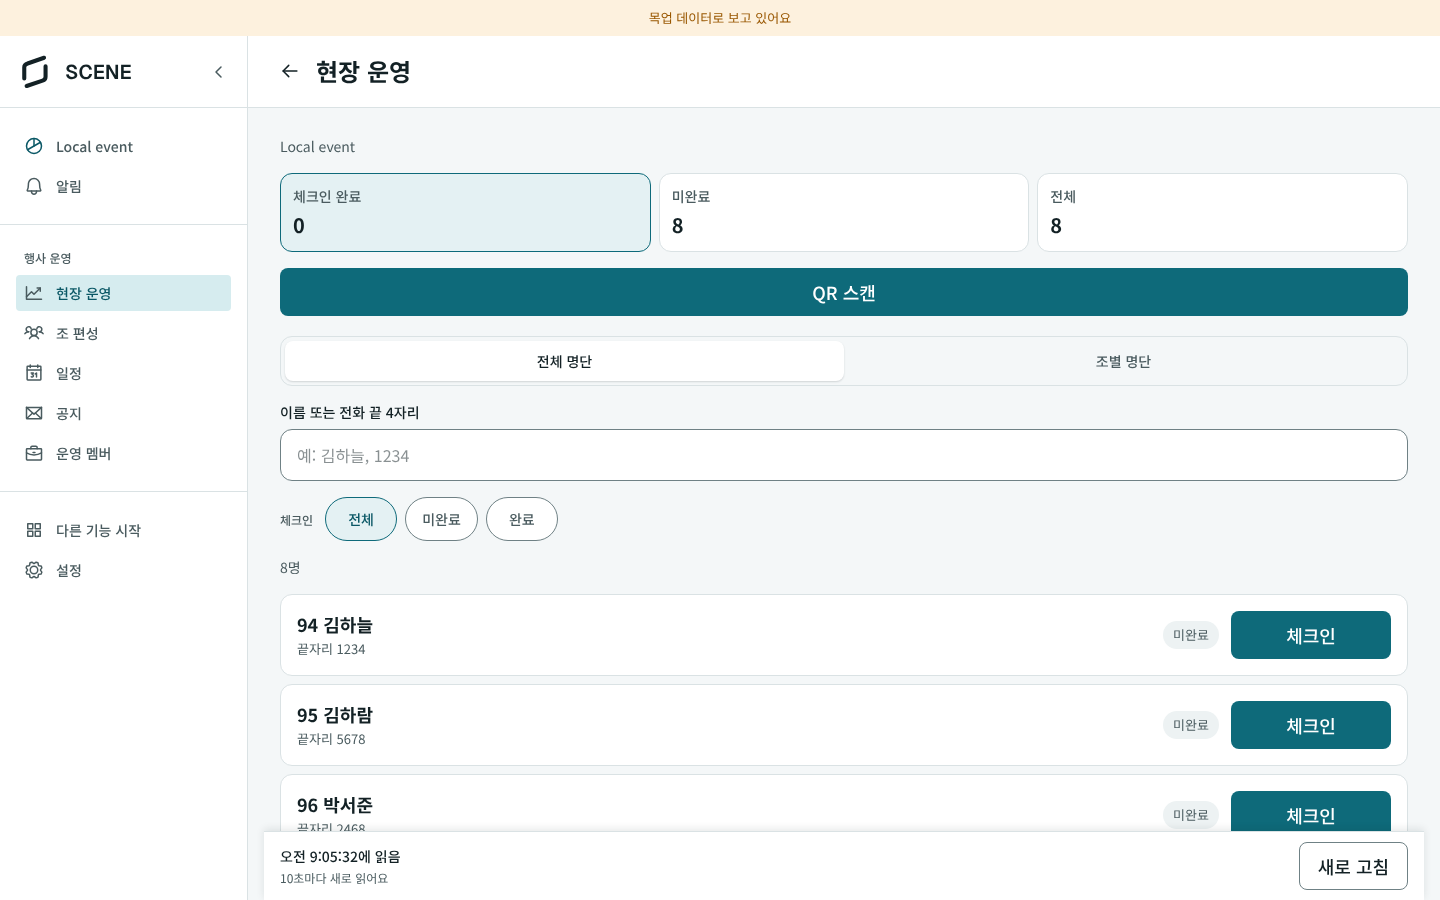 목업 데이터로 보고 있어요
SCENE
현장 운영
Local event
알림
행사 운영
현장 운영
조 편성
일정
공지
운영 멤버
다른 기능 시작
설정
Local event
체크인 완료
0
미완료
8
전체
8
QR 스캔
전체 명단
조별 명단
이름 또는 전화 끝 4자리
예: 김하늘, 1234
체크인
전체
미완료
완료
8명
94 김하늘
끝자리 1234
미완료
체크인
95 김하람
끝자리 5678
미완료
체크인
96 박서준
끝자리 2468
미완료
체크인
오전 9:05:32에 읽음
10초마다 새로 읽어요
새로 고침